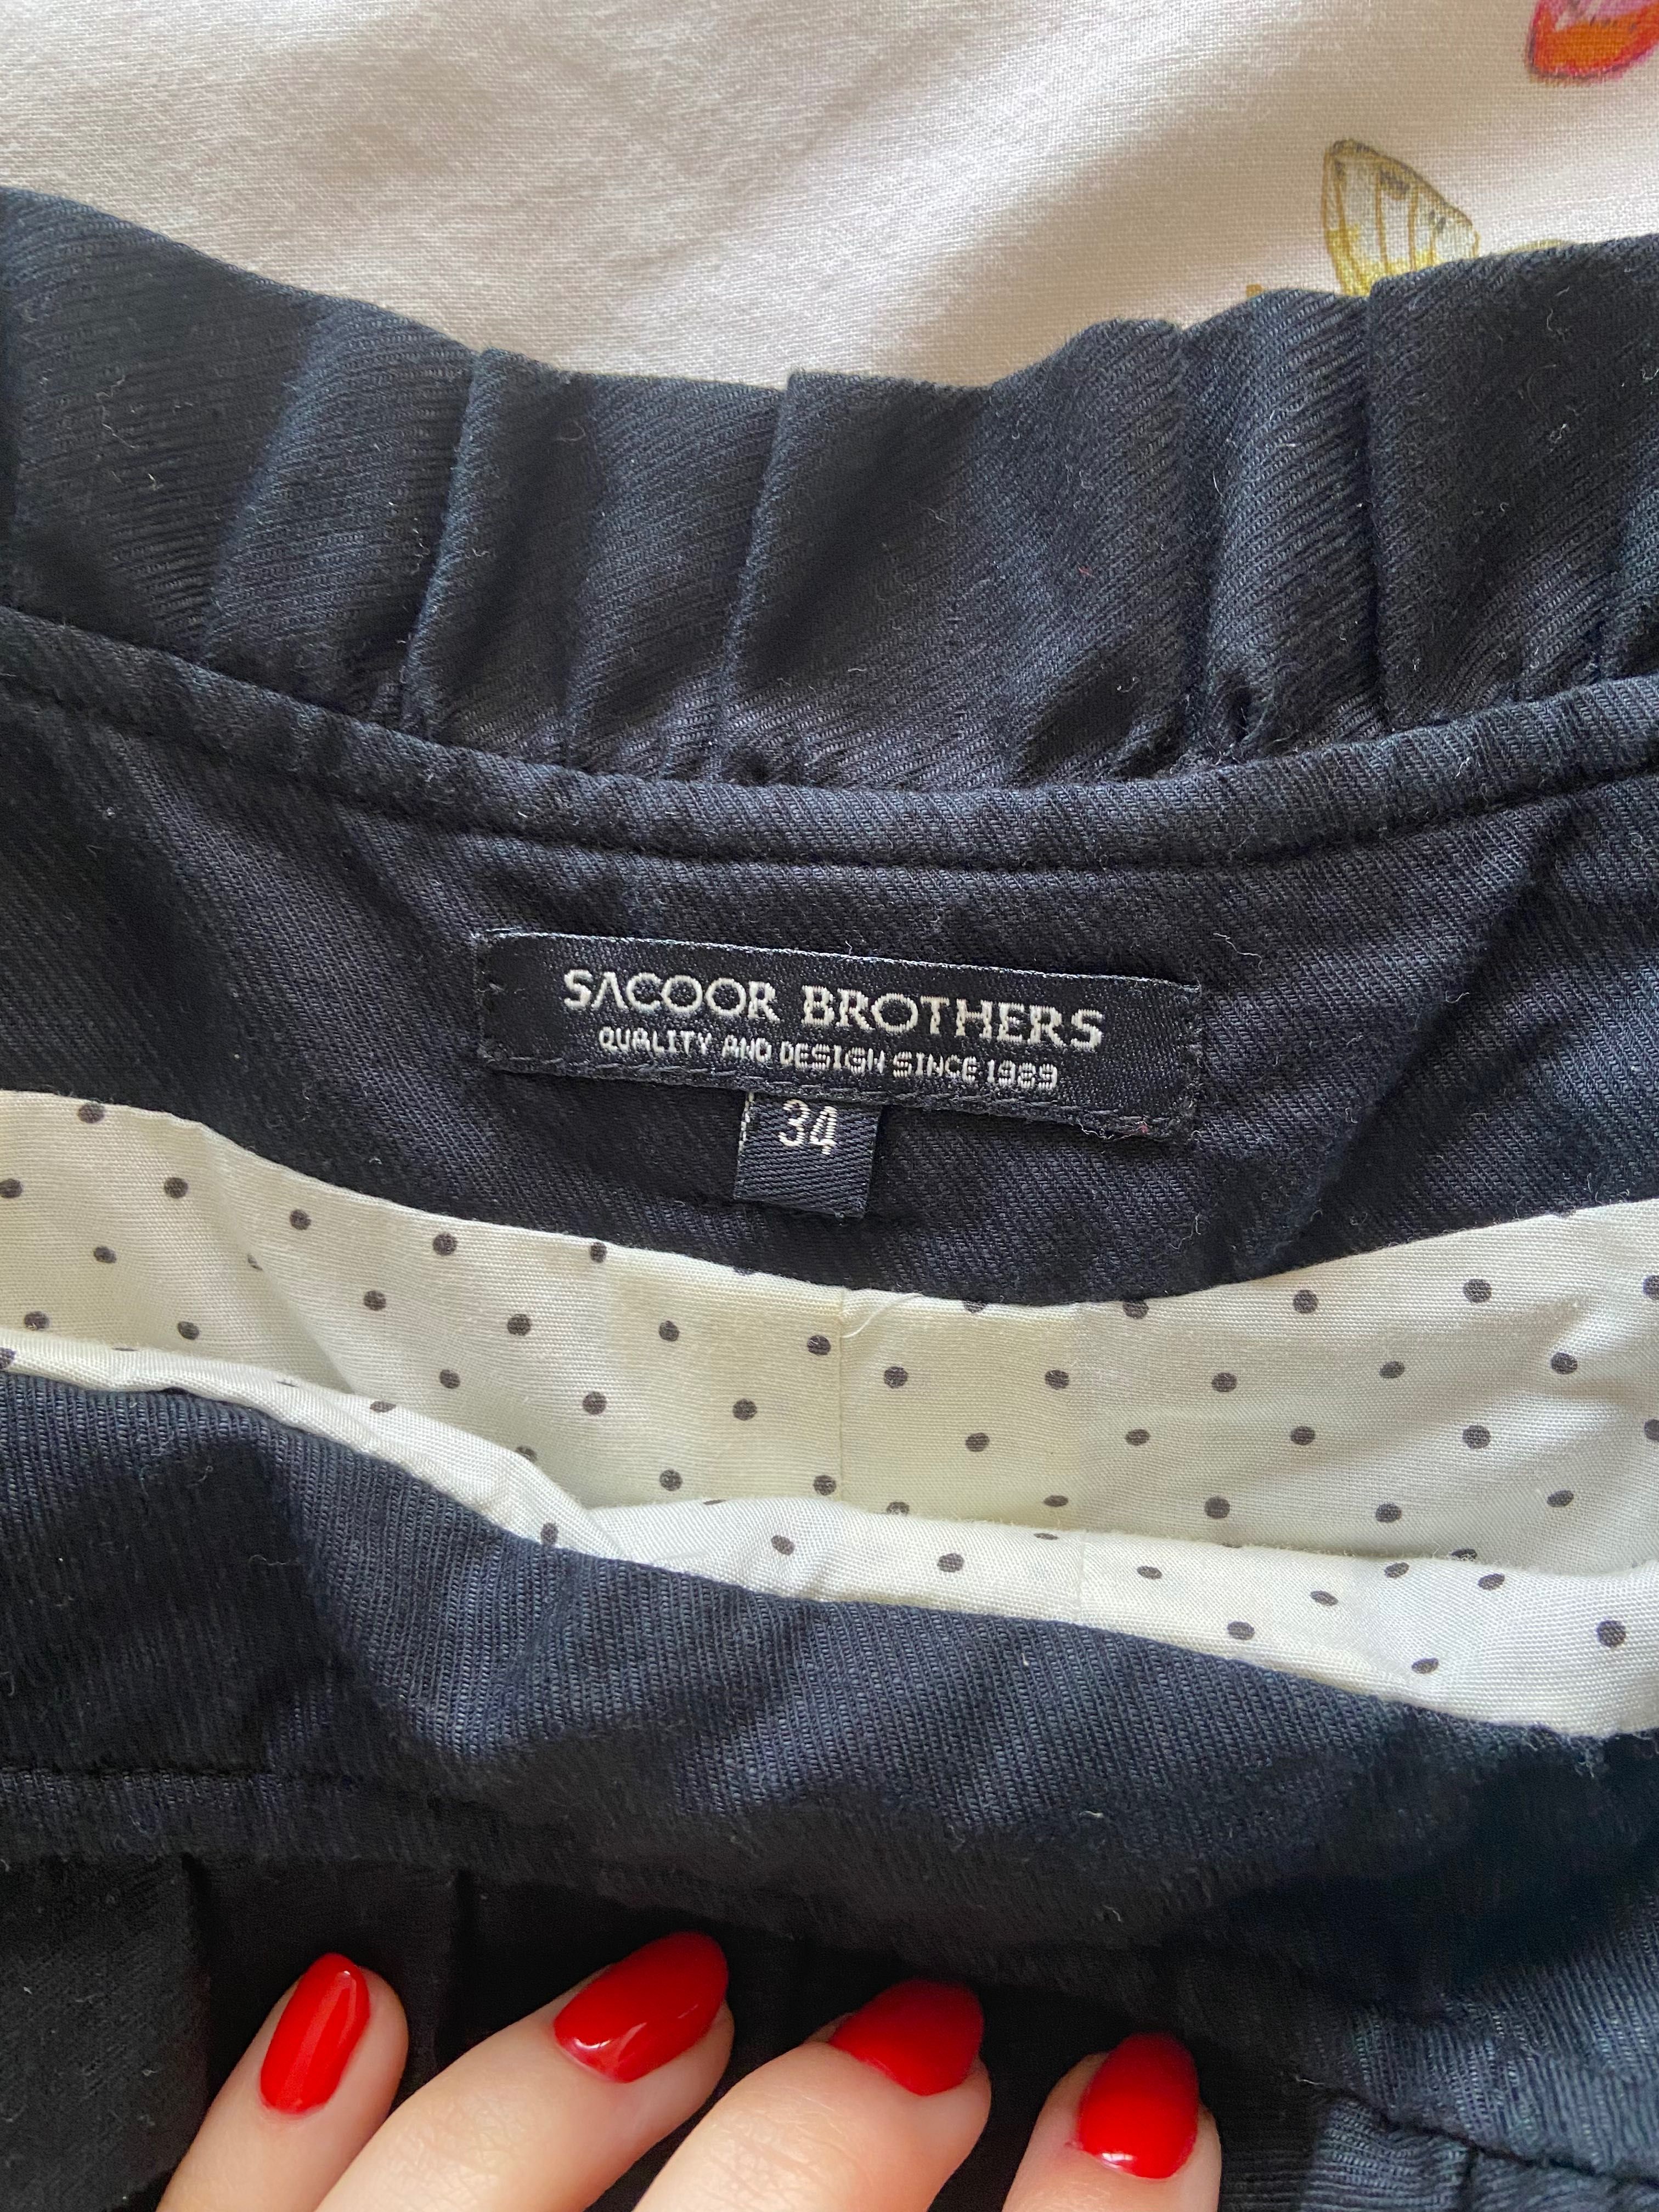 SACOOR BROTHERS
QUALITY AND DESIGN SINCE 1989
34